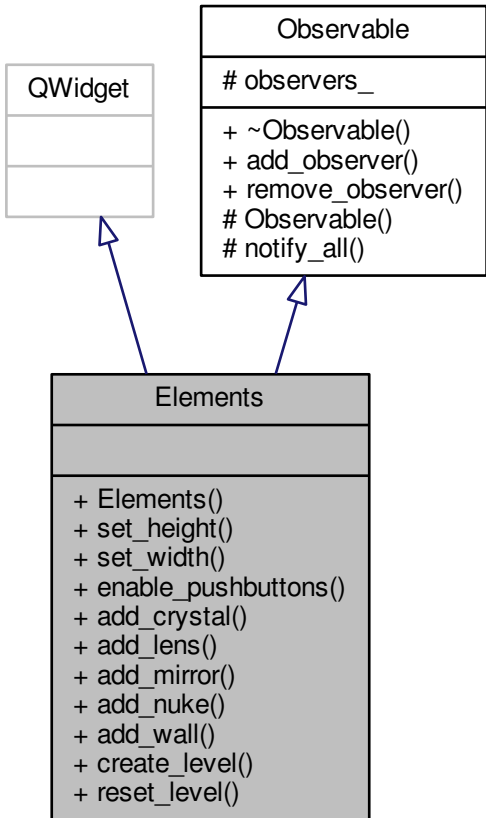 Observable
# observers_
+ ~Observable()
+ add_observer()
+ remove_observer()
# Observable()
# notify_all()
QWidget
Elements
+ Elements()
+ set_height()
+ set_width()
+ enable_pushbuttons()
+ add_crystal()
+ add_lens()
+ add_mirror()
+ add_nuke()
+ add_wall()
+ create_level()
+ reset_level()